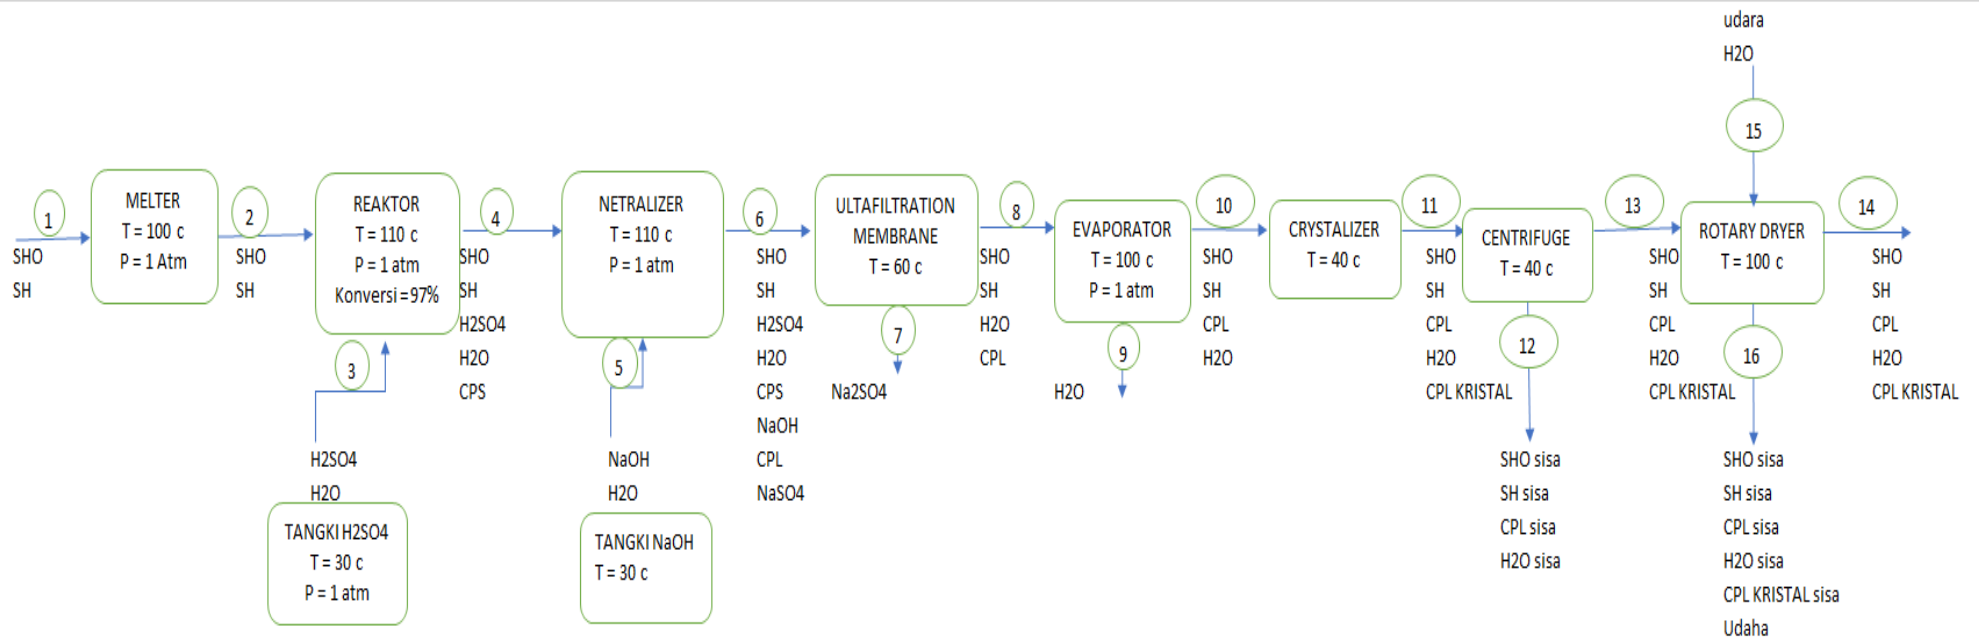 udara
H2O
15
1
SHO
SH
MELTER
T = 100 c
P = 1 Atm
2
SHO
SH
REAKTOR
T = 110 c
P = 1 atm
Konversi =97%
3
H2SO4
H2O
TANGKI H2SO4
T = 30 c
P = 1 atm
4
SHO
SH
H2SO4
H2O
CPS
NETRALIZER
T = 110 c
P = 1 atm
5
NaOH
H2O
TANGKI NaOH
T = 30 c
6
SHO
SH
H2SO4
H2O
CPS
NaOH
CPL
NaSO4
ULTAFILTRATION
MEMBRANE
T = 60 c
7
Na2SO4
8
SHO
SH
H2O
CPL
EVAPORATOR
T = 100 c
P = 1 atm
9
H2O
10
SHO
SH
CPL
H2O
CRYSTALIZER
T = 40 c
11
SHO
SH
CPL
H2O
CPL KRISTAL
CENTRIFUGE
T = 40 c
12
SHO sisa
SH sisa
CPL sisa
H2O sisa
13
SHO
SH
CPL
H2O
CPL KRISTAL
ROTARY DRYER
T = 100 c
16
SHO sisa
SH sisa
CPL sisa
H2O sisa
CPL KRISTAL sisa
Udaha
14
SHO
SH
CPL
H2O
CPL KRISTAL